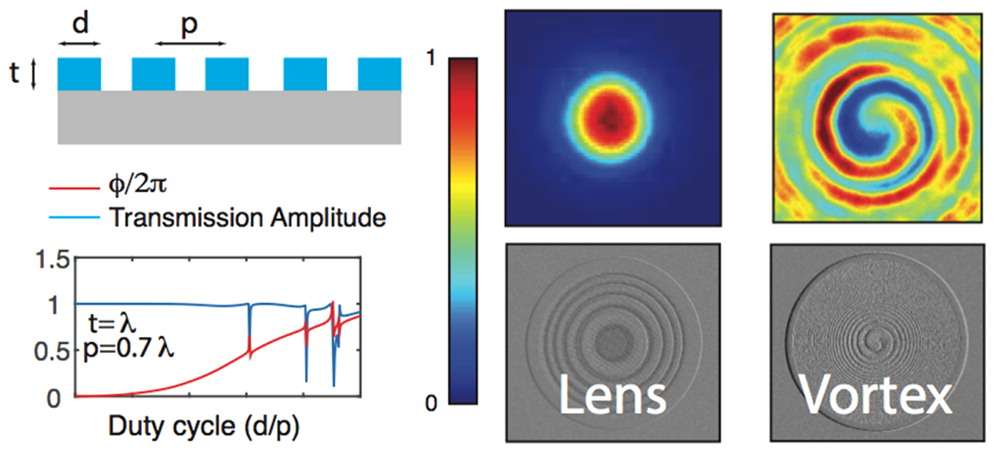 d
p
t
ϕ/2π
Transmission Amplitude
1.5
1
0.5
0
t=λ
p=0.7 λ
Duty cycle (d/p)
1
0
Lens
Vortex